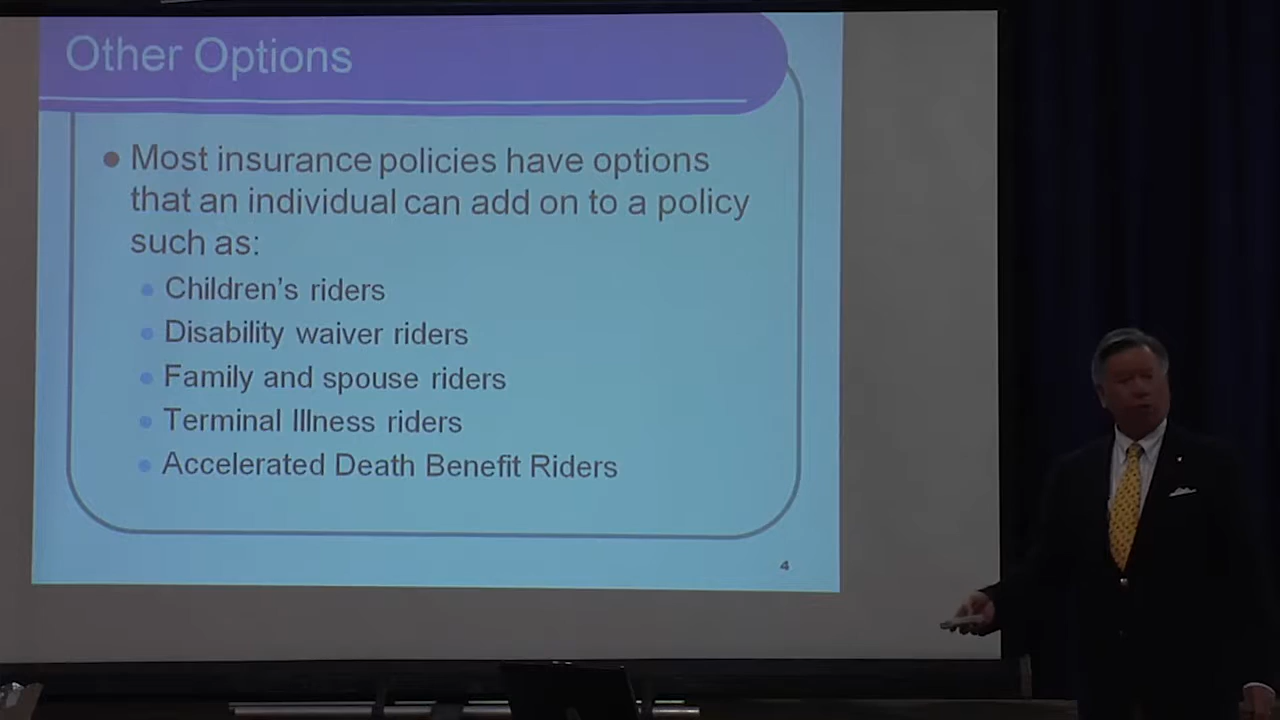 Other Options
Most insurance policies have options
that an individual can add on to a policy
such as:
Children's riders
Disability waiver riders
Family and spouse riders
Terminal Illness riders
Accelerated Death Benefit Riders
4